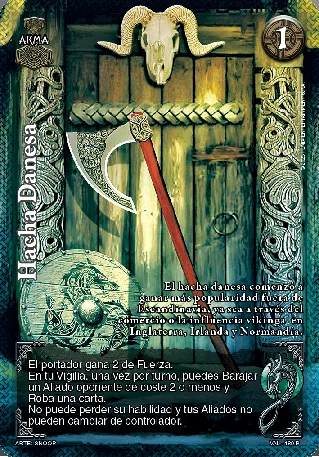 ARMA
1
Hacha Danesa
El hacha danesa comenzó a
ganar más popularidad fuera de
Escandinavia, ya sea a través del
comercio o la influencia vikinga en
Inglaterra, Irlanda y Normandía.
El portador gana 2 de Fuerza.
En tu Vigilia, una vez por turno, puedes Barajar
un Aliado oponente de coste 2 o menos y
Roba una carta.
No puede perder su habilidad y tus Aliados no
pueden cambiar de controlador.
ARTE: SNOOP